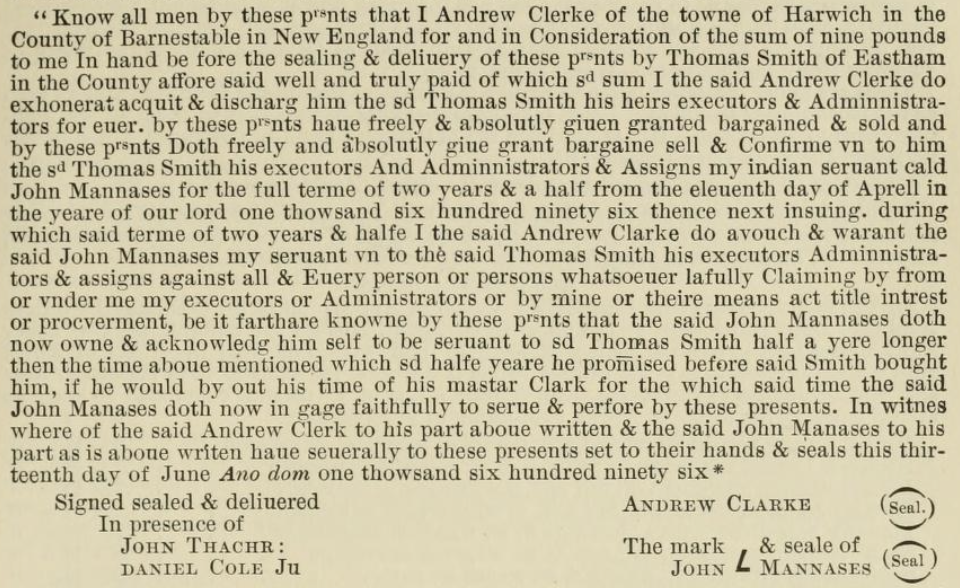 “Know all men by these pʳˢnts that I Andrew Clerke of the towne of Harwich in the
County of Barnestable in New England for and in Consideration of the sum of nine pounds
to me In hand be fore the sealing & deliuery of these pʳˢnts by Thomas Smith of Eastham
in the County affore said well and truly paid of which sᵈ sum I the said Andrew Clerke do
exhonerat acquit & discharg him the sd Thomas Smith his heirs executors & Adminnistra-
tors for euer. by these pʳˢnts haue freely & absolutly giuen granted bargained & sold and
by these pʳˢnts Doth freely and absolutly giue grant bargaine sell & Confirme vn to him
the sᵈ Thomas Smith his executors And Adminnistrators & Assigns my indian seruant cald
John Mannases for the full terme of two years & a half from the eleuenth day of Aprell in
the yeare of our lord one thowsand six hundred ninety six thence next insuing. during
which said terme of two years & halfe I the said Andrew Clarke do avouch & warant the
said John Mannases my seruant vn to the said Thomas Smith his executors Adminnistra-
tors & assigns against all & Euery person or persons whatsoeuer lafully Claiming by from
or vnder me my executors or Administrators or by mine or theire means act title intrest
or procverment, be it farthare knowne by these pʳˢnts that the said John Mannases doth
now owne & acknowledg him self to be seruant to sd Thomas Smith half a yere longer
then the time aboue mentioned which sd halfe yeare he prom̅ised before said Smith bought
him, if he would by out his time of his mastar Clark for the which said time the said
John Manases doth now in gage faithfully to serue & perfore by these presents. In witnes
where of the said Andrew Clerk to his part aboue written & the said John Manases to his
part as is aboue writen haue seuerally to these presents set to their hands & seals this thir-
teenth day of June Ano dom one thowsand six hundred ninety six*
Signed sealed & deliuered
In presence of
JOHN THACHR:
DANIEL COLE Ju
ANDREW CLARKE (Seal.)
The mark L & seale of
JOHN MANNASES (Seal)